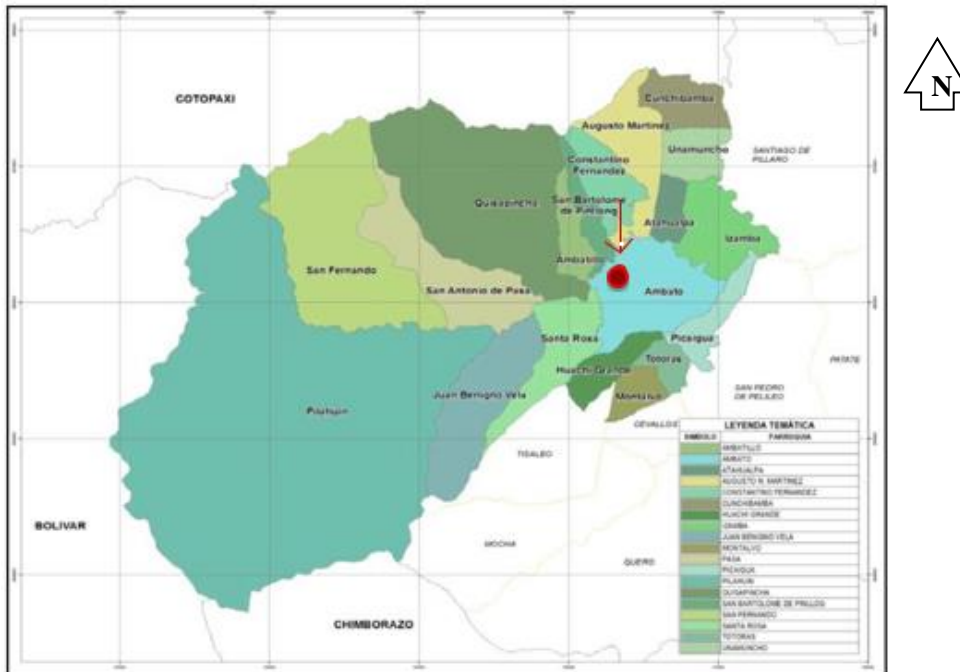 N
COTOPAXI
Cunchibamba
Augusto Martinez
Unamuncho
SANTIAGO DE
PILLARO
Constantino
Fernandez
Quisapincha
San Bartolome
de Pinllong
Atahualpa
Izamba
Ambatillo
San Fernando
San Antonio de Pasa
Ambato
Santa Rosa
Picaigua
Totoras
PATATE
Huachi Grande
Juan Benigno Vela
Montalvo
SAN PEDRO
DE PELILEO
Pilahuin
CEVALLOS
TISALEO
BOLIVAR
MOCHA
QUERO
CHIMBORAZO
LEYENDA TEMÁTICA
SIMBOLO PARROQUIA
AMBATILLO
AMBATO
ATAHUALPA
AUGUSTO N. MARTINEZ
CONSTANTINO FERNANDEZ
CUNCHIBAMBA
HUACHI GRANDE
IZAMBA
JUAN BENIGNO VELA
MONTALVO
PASA
PICAIGUA
PILAHUIN
QUISAPINCHA
SAN BARTOLOME DE PINLLOG
SAN FERNANDO
SANTA ROSA
TOTORAS
UNAMUNCHO